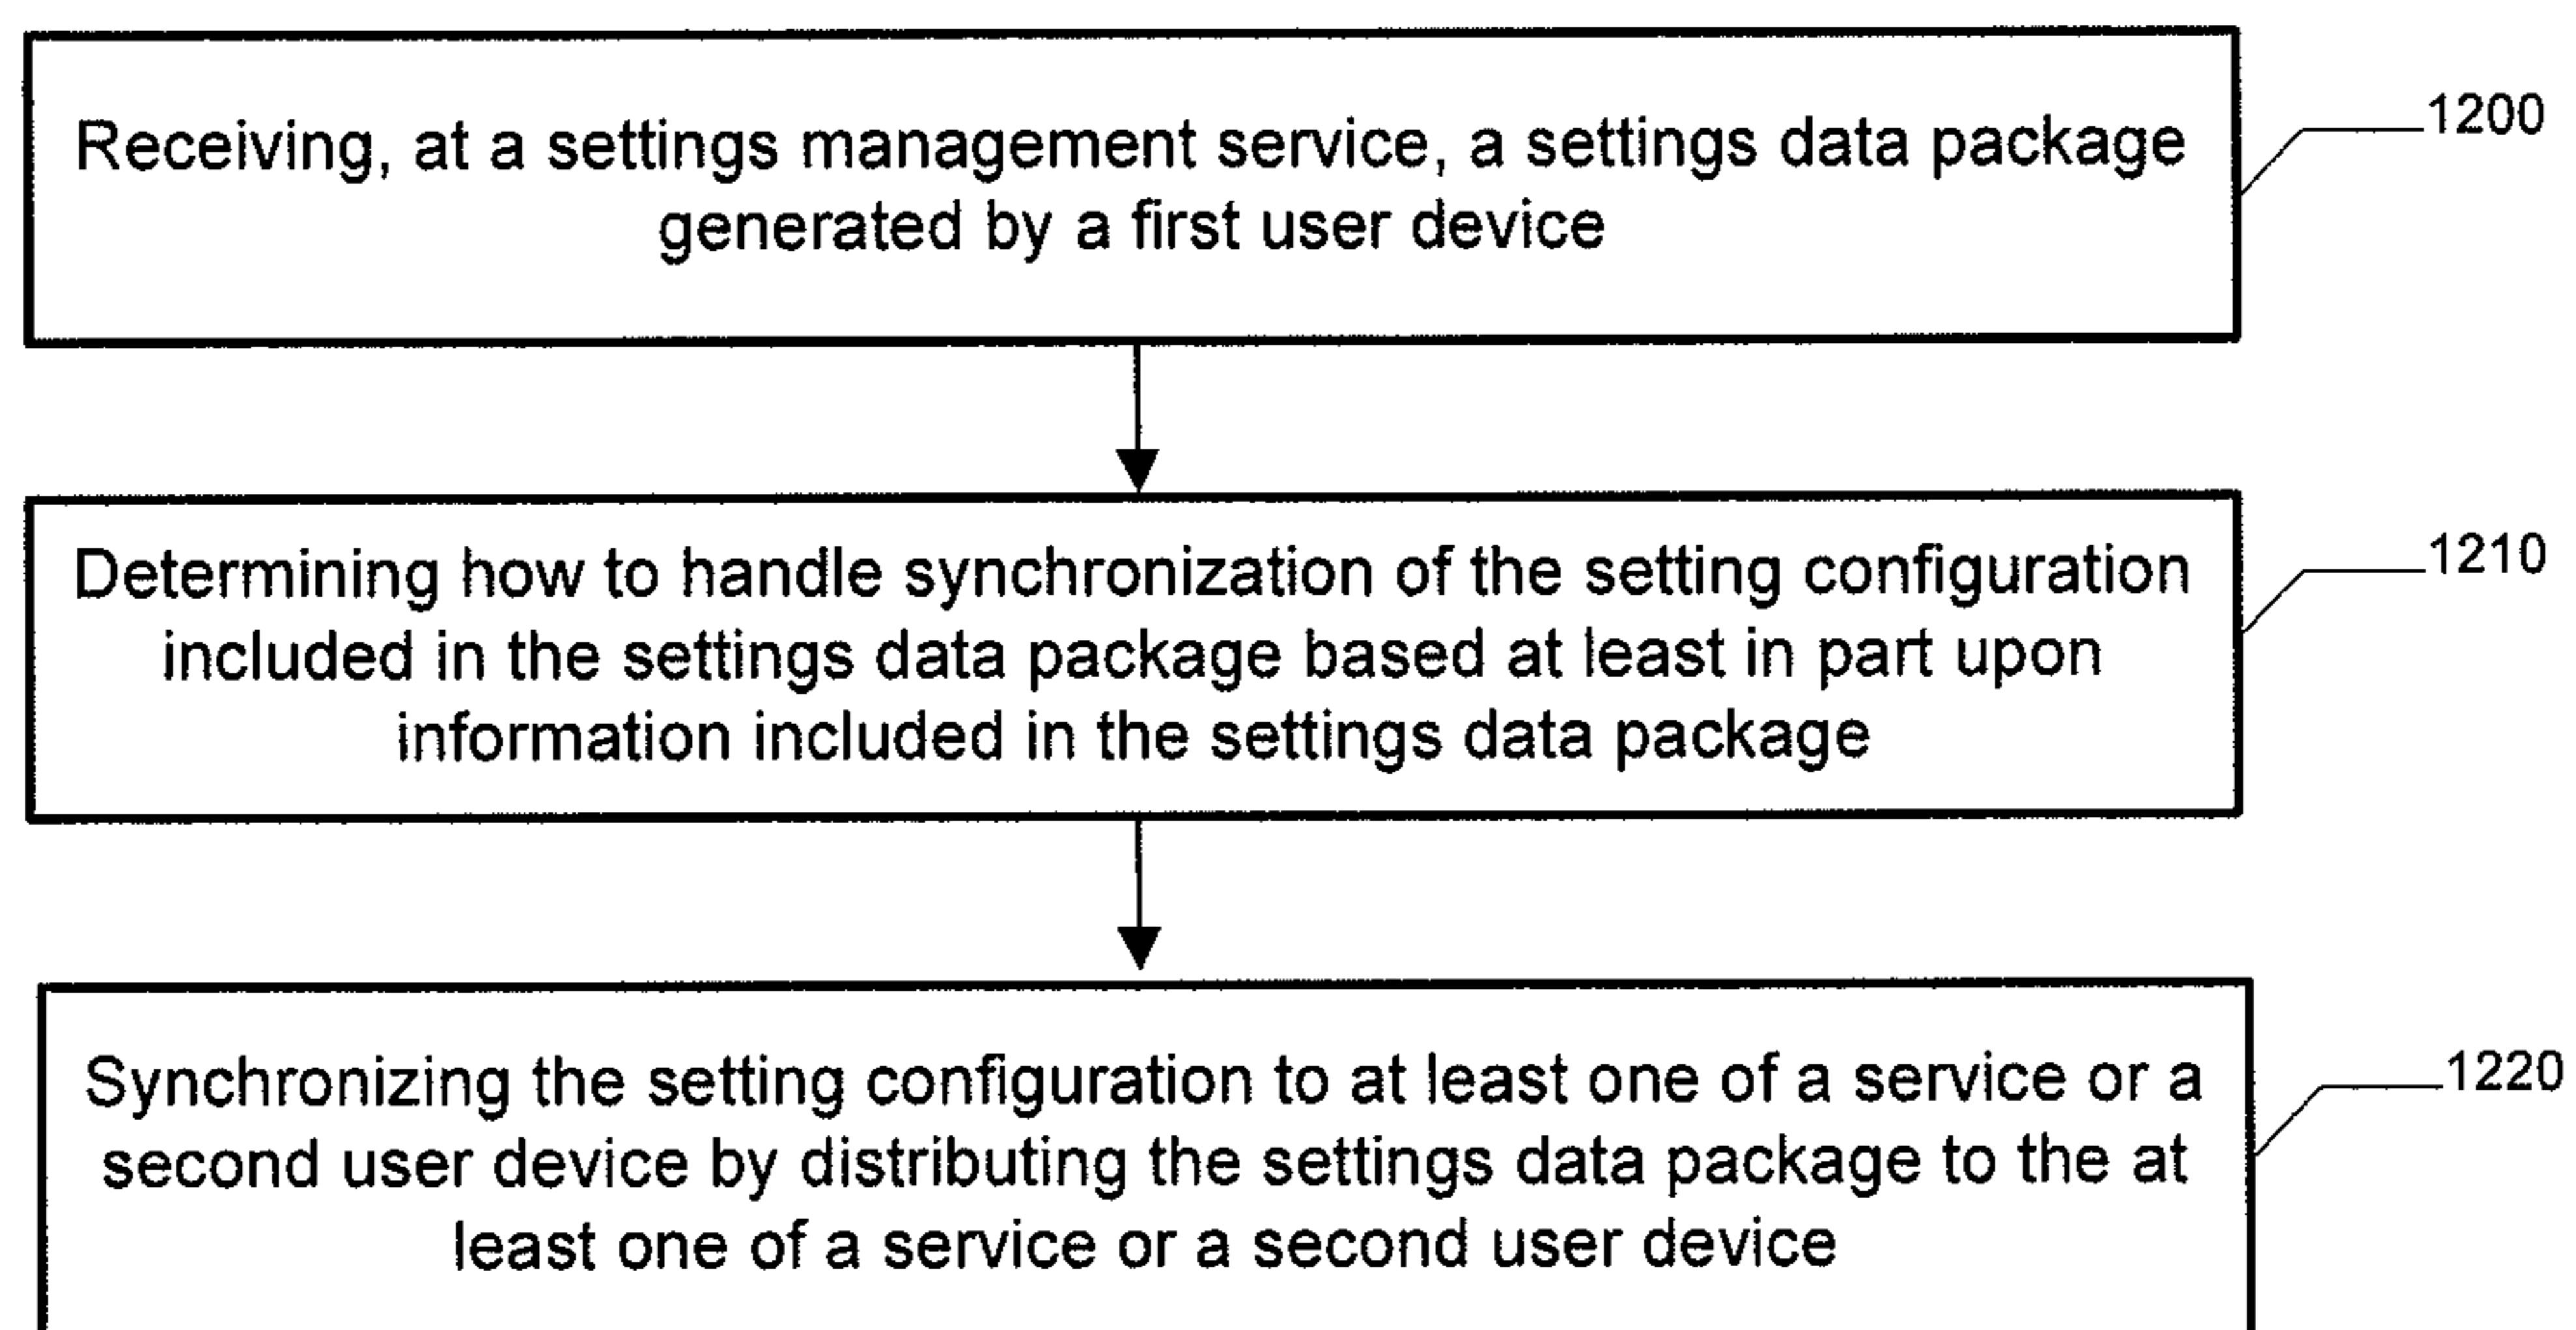 Receiving, at a settings management service, a settings data package
generated by a first user device
1200
Determining how to handle synchronization of the setting configuration
included in the settings data package based at least in part upon
information included in the settings data package
1210
Synchronizing the setting configuration to at least one of a service or a
second user device by distributing the settings data package to the at
least one of a service or a second user device
1220